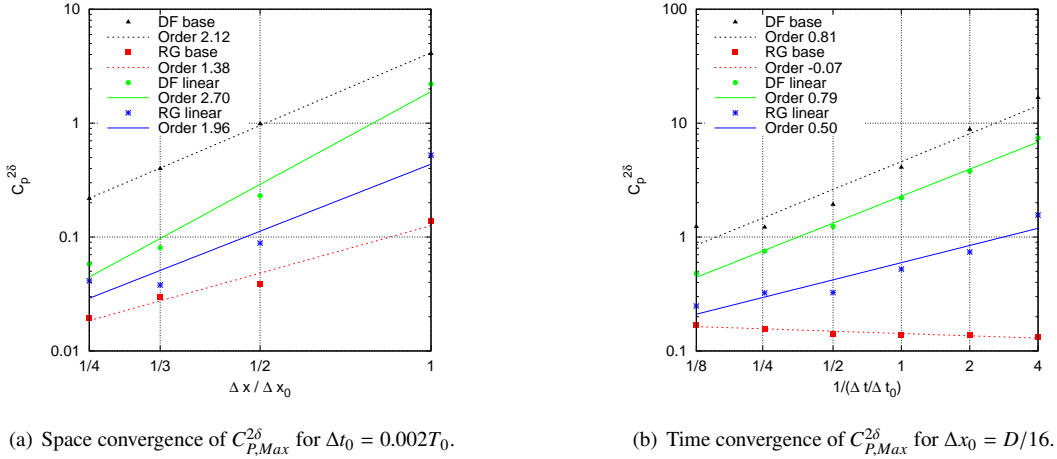 10
1
0.1
0.01
C_p^{2δ}
DF base
Order 2.12
RG base
Order 1.38
DF linear
Order 2.70
RG linear
Order 1.96
1/4
1/3
1/2
1
Δ x / Δ x_0
(a) Space convergence of C_{P,Max}^{2δ} for Δt_0 = 0.002T_0.
100
10
1
0.1
C_p^{2δ}
DF base
Order 0.81
RG base
Order -0.07
DF linear
Order 0.79
RG linear
Order 0.50
1/8
1/4
1/2
1
2
4
1/(Δ t/Δ t_0)
(b) Time convergence of C_{P,Max}^{2δ} for Δx_0 = D/16.